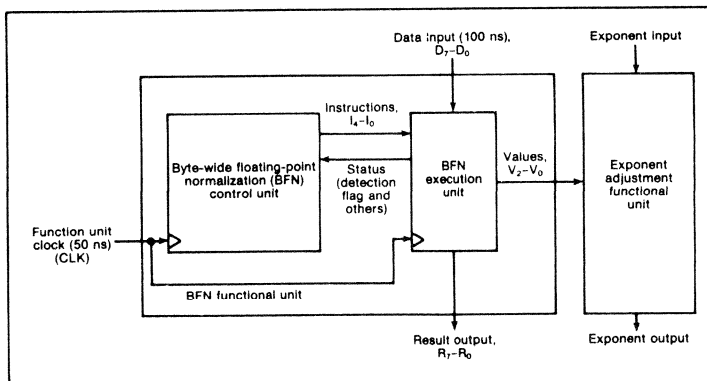 Data input (100 ns),
D₇–D₀
Exponent input
Instructions,
I₄–I₀
Byte-wide floating-point
normalization (BFN)
control unit
Status
(detection
flag and
others)
BFN
execution
unit
Values,
V₂–V₀
Exponent
adjustment
functional
unit
Function unit
clock (50 ns)
(CLK)
BFN functional unit
Result output,
R₇–R₀
Exponent output